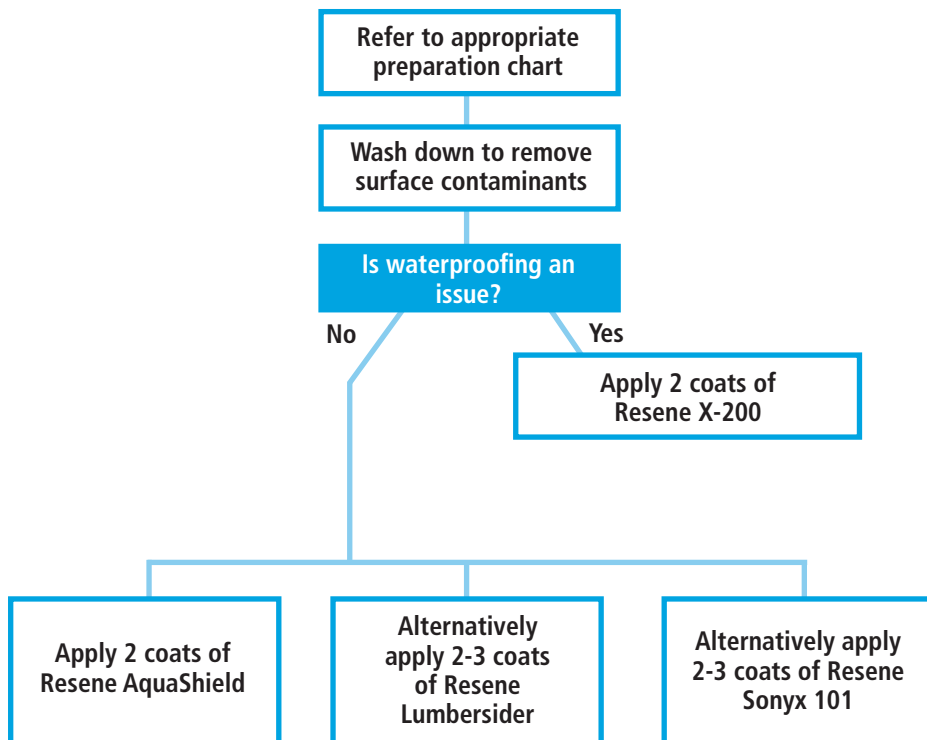 Refer to appropriate
preparation chart
Wash down to remove
surface contaminants
Is waterproofing an
issue?
No
Yes
Apply 2 coats of
Resene X-200
Apply 2 coats of
Resene AquaShield
Alternatively
apply 2-3 coats
of Resene
Lumbersider
Alternatively apply
2-3 coats of Resene
Sonyx 101